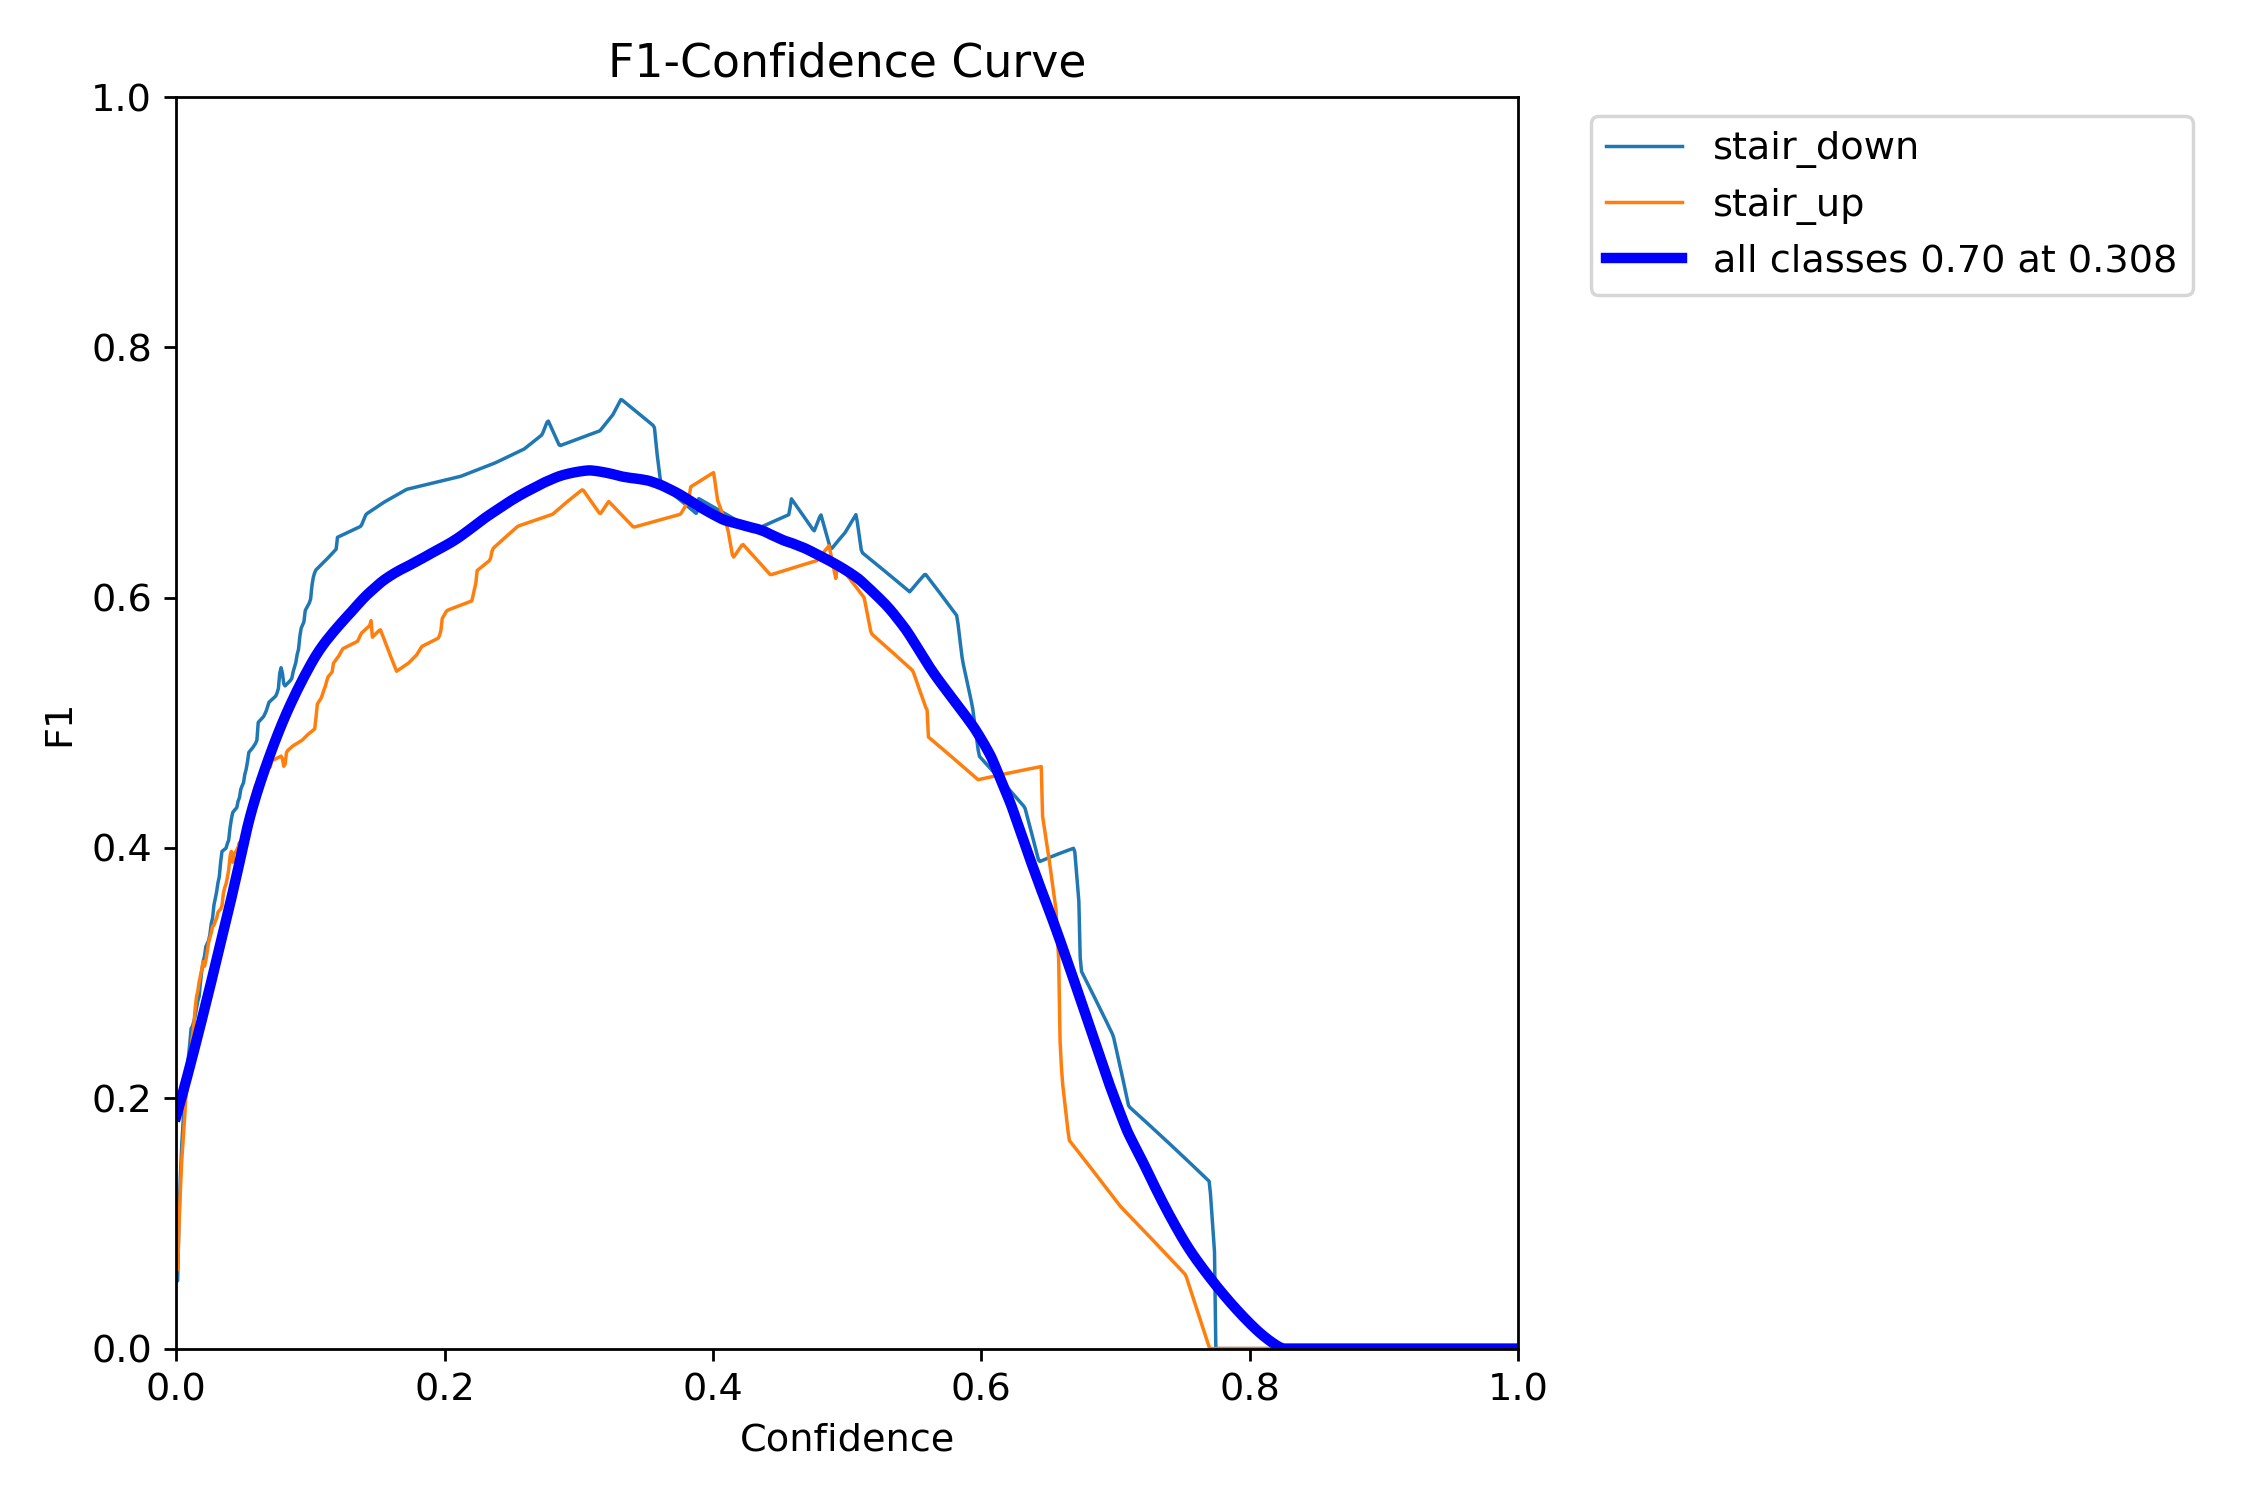 F1-Confidence Curve
stair_down
stair_up
all classes 0.70 at 0.308
F1
1.0
0.8
0.6
0.4
0.2
0.0
0.0 0.2 0.4 0.6 0.8 1.0
Confidence